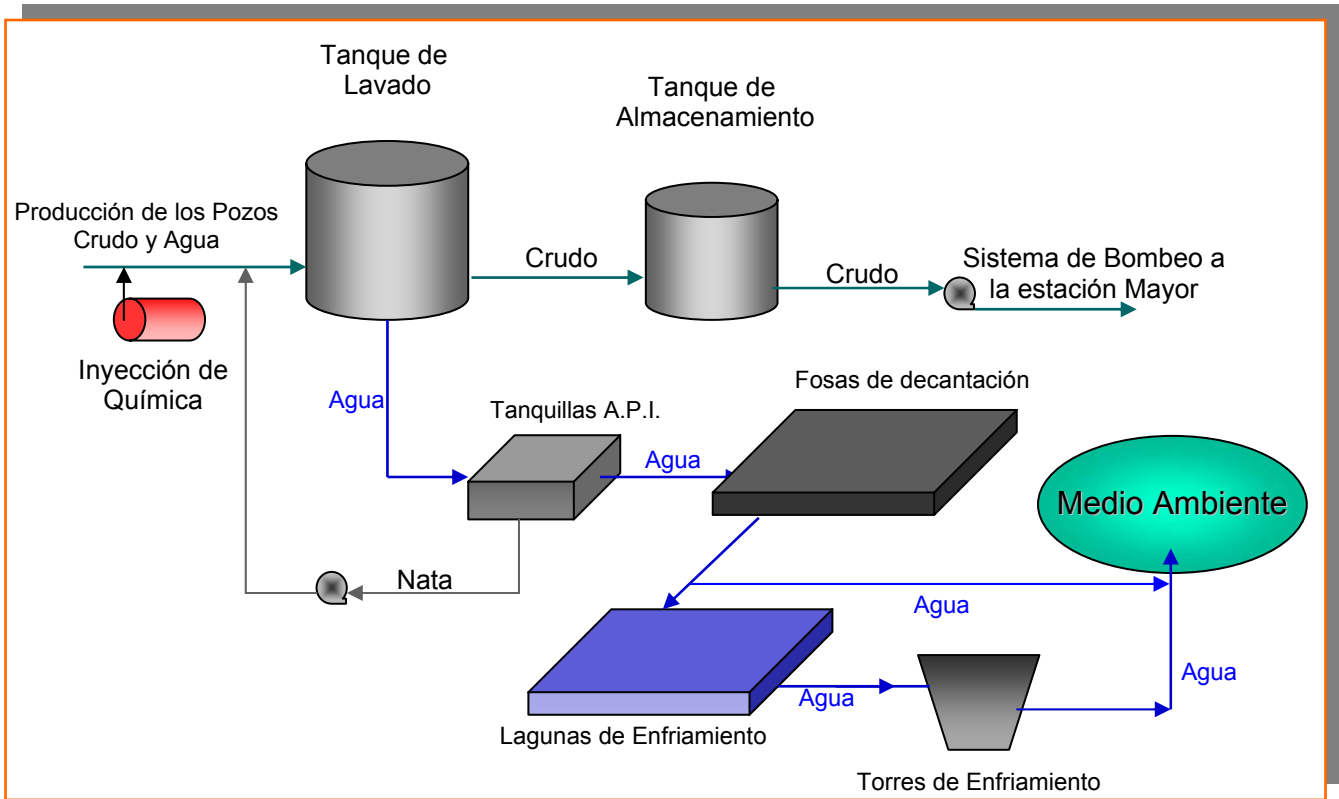 Tanque de
Lavado
Tanque de
Almacenamiento
Producción de los Pozos
Crudo y Agua
Crudo
Crudo
Sistema de Bombeo a
la estación Mayor
Inyección de
Química
Agua
Tanquillas A.P.I.
Fosas de decantación
Agua
Medio Ambiente
Nata
Agua
Agua
Agua
Lagunas de Enfriamiento
Torres de Enfriamiento